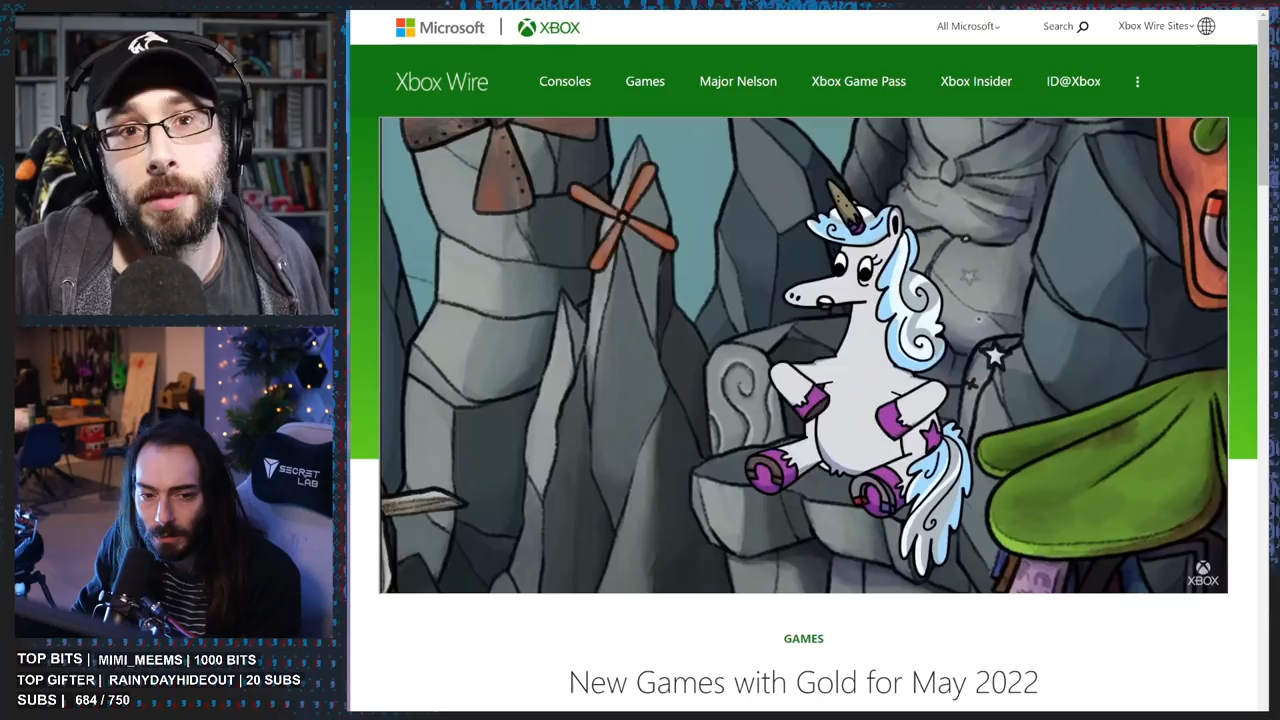 Microsoft | XBOX
All Microsoft
Search
Xbox Wire Sites
Xbox Wire
Consoles
Games
Major Nelson
Xbox Game Pass
Xbox Insider
ID@Xbox
SECRET
LAB
XBOX
GAMES
New Games with Gold for May 2022
TOP BITS | MIMI_MEEMS | 1000 BITS
TOP GIFTER | RAINYDAYHIDEOUT | 20 SUBS
SUBS | 684 / 750